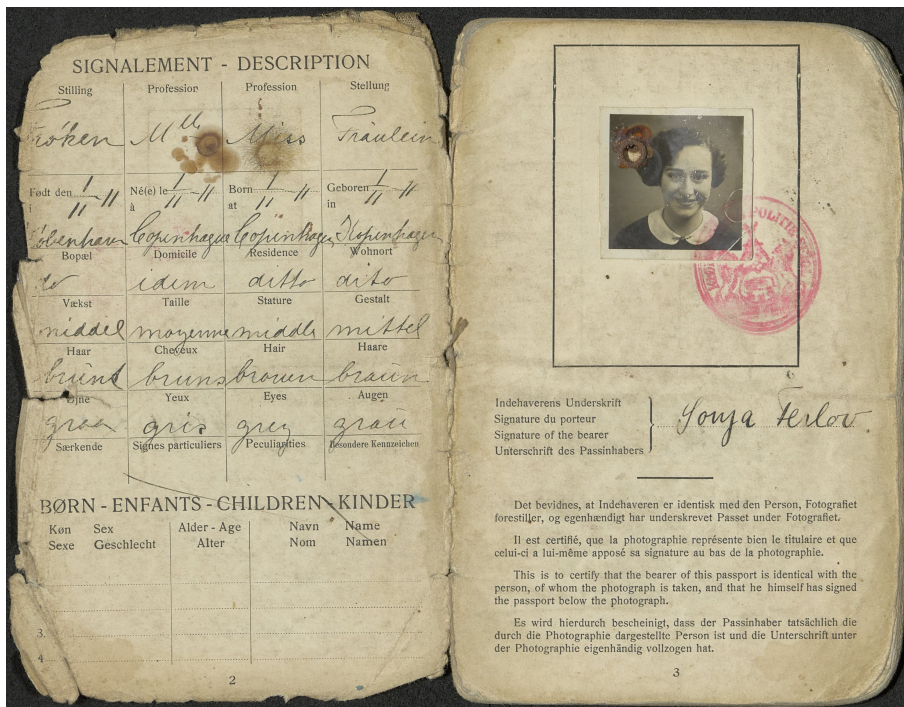 SIGNALEMENT - DESCRIPTION
Stilling Profession Profession Stellung
Frøken Mlle Miss Fräulein
Født den 1/11 11 Né(e) le 1/11 11 Born 1/11 11 Geboren 1/11 11
i à at in
København Copenhague Copenhagen Kopenhagen
Bopæl Domicile Residence Wohnort
do idem ditto dito
Vækst Taille Stature Gestalt
middel moyenne middle mittel
Haar Cheveux Hair Haare
brunt bruns brown braun
Øjne Yeux Eyes Augen
graa gris grey grau
Særkende Signes particuliers Peculiarities Besondere Kennzeichen
BØRN - ENFANTS - CHILDREN - KINDER
Køn Sex Alder - Age Navn Name
Sexe Geschlecht Alter Nom Namen
3.
4
2
POLITI
Indehaverens Underskrift
Signature du porteur
Signature of the bearer
Unterschrift des Passinhabers
Sonja Ferlov
Det bevidnes, at Indehaveren er identisk med den Person, Fotografiet
forestiller, og egenhændigt har underskrevet Passet under Fotografiet.
Il est certifié, que la photographie représente bien le titulaire et que
celui-ci a lui-même apposé sa signature au bas de la photographie.
This is to certify that the bearer of this passport is identical with the
person, of whom the photograph is taken, and that he himself has signed
the passport below the photograph.
Es wird hierdurch bescheinigt, dass der Passinhaber tatsächlich die
durch die Photographie dargestellte Person ist und die Unterschrift unter
der Photographie eigenhändig vollzogen hat.
3